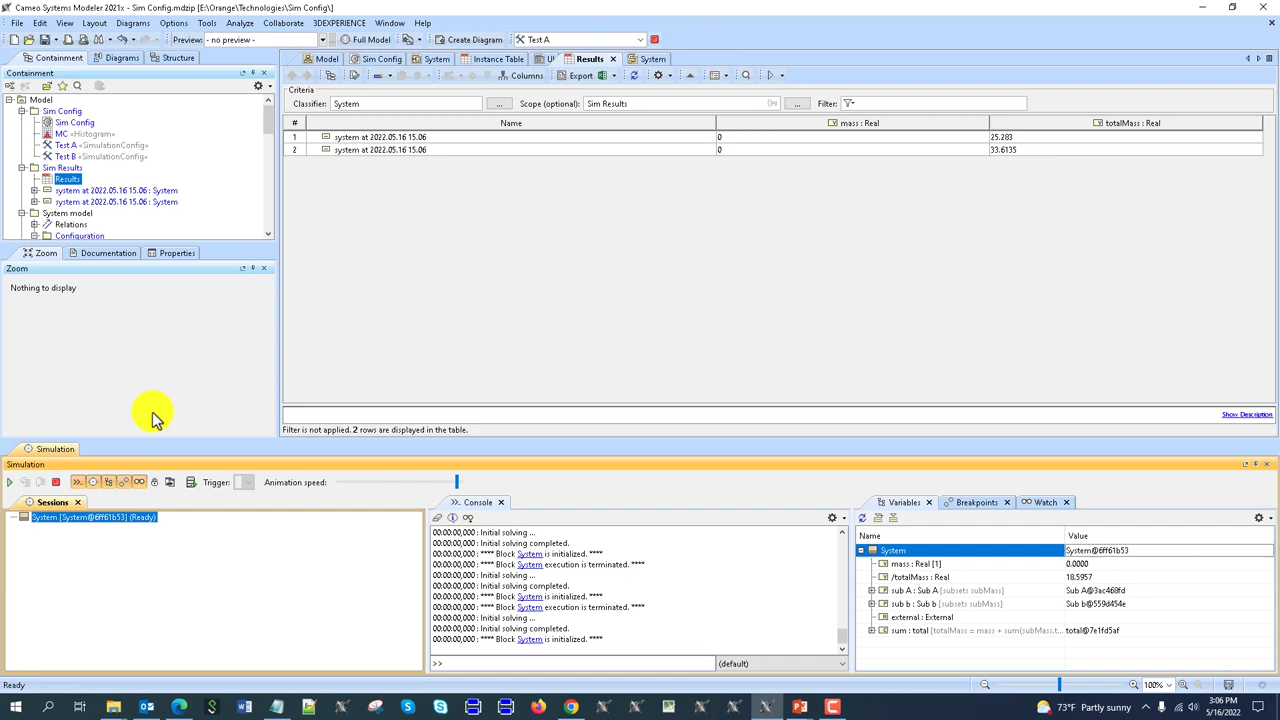 Cameo Systems Modeler 2021x - Sim Config.mdzip [E:\Orange\Technologies\Sim Config\]
File Edit View Layout Diagrams Options Tools Analyze Collaborate 3DEXPERIENCE Window Help
Preview: - no preview - Full Model Create Diagram Test A
Containment Diagrams Structure
Model Sim Config System Instance Table UI Results System
Containment
Columns Export
Model
Criteria
Classifier: System ... Scope (optional): Sim Results ... Filter:
Sim Config
Sim Config
MC «Histogram»
Test A «SimulationConfig»
Test B «SimulationConfig»
Sim Results
Results
system at 2022.05.16 15.06 : System
system at 2022.05.16 15.06 : System
System model
Relations
Configuration
# Name mass : Real totalMass : Real
1 system at 2022.05.16 15.06 0 25.283
2 system at 2022.05.16 15.06 0 33.6135
Zoom Documentation Properties
Zoom
Nothing to display
Show Description
Filter is not applied. 2 rows are displayed in the table.
Simulation
Simulation
Trigger: Animation speed:
Sessions
System [System@6ff61b53] (Ready)
Console
00:00:00,000 : Initial solving ...
00:00:00,000 : Initial solving completed.
00:00:00,000 : **** Block System is initialized. ****
00:00:00,000 : **** Block System execution is terminated. ****
00:00:00,000 : Initial solving ...
00:00:00,000 : Initial solving completed.
00:00:00,000 : **** Block System is initialized. ****
00:00:00,000 : **** Block System execution is terminated. ****
00:00:00,000 : Initial solving ...
00:00:00,000 : Initial solving completed.
00:00:00,000 : **** Block System is initialized. ****
>> (default)
Variables Breakpoints Watch
Name Value
System System@6ff61b53
mass : Real [1] 0.0000
/totalMass : Real 18.5957
sub A : Sub A {subsets subMass} Sub A@3ac468fd
sub b : Sub b {subsets subMass} Sub b@559d454e
external : External
sum : total {totalMass = mass + sum(subMass.t... total@7e1fd5af
Ready 100%
73°F Partly sunny 3:06 PM
5/16/2022